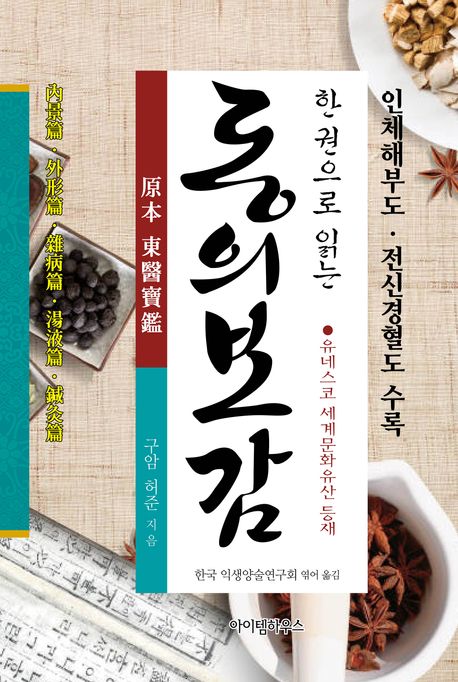 인체해부도 · 전신경혈도 수록
한 권으로 읽는
동의보감
●유네스코 세계문화유산 등재
原本 東醫寶鑑
구암 허준 지음
內景篇 · 外形篇 · 雜病篇 · 湯液篇 · 鍼灸篇
한국 익생양술연구회 엮어 옮김
아이템하우스